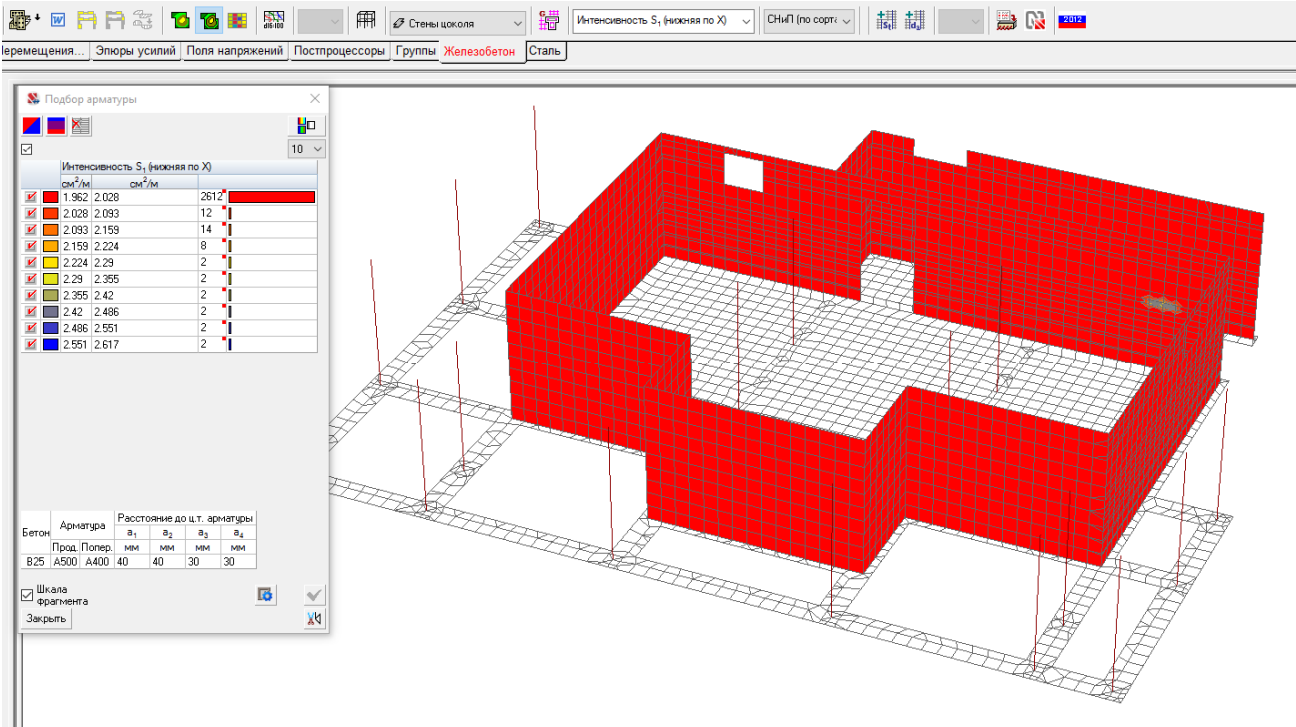 W
dis-100
Стены цоколя
G
Интенсивность S₁ (нижняя по X)
СНиП (по сорта
2012
Перемещения... Эпюры усилий Поля напряжений Постпроцессоры Группы Железобетон Сталь
Подбор арматуры
10
Интенсивность S₁ (нижняя по X)
см²/м см²/м
1.962 2.028 2612
2.028 2.093 12
2.093 2.159 14
2.159 2.224 8
2.224 2.29 2
2.29 2.355 2
2.355 2.42 2
2.42 2.486 2
2.486 2.551 2
2.551 2.617 2
Бетон Арматура Расстояние до ц.т. арматуры
a₁ a₂ a₃ a₄
Прод. Попер. мм мм мм мм
B25 A500 A400 40 40 30 30
Шкала
фрагмента
Закрыть